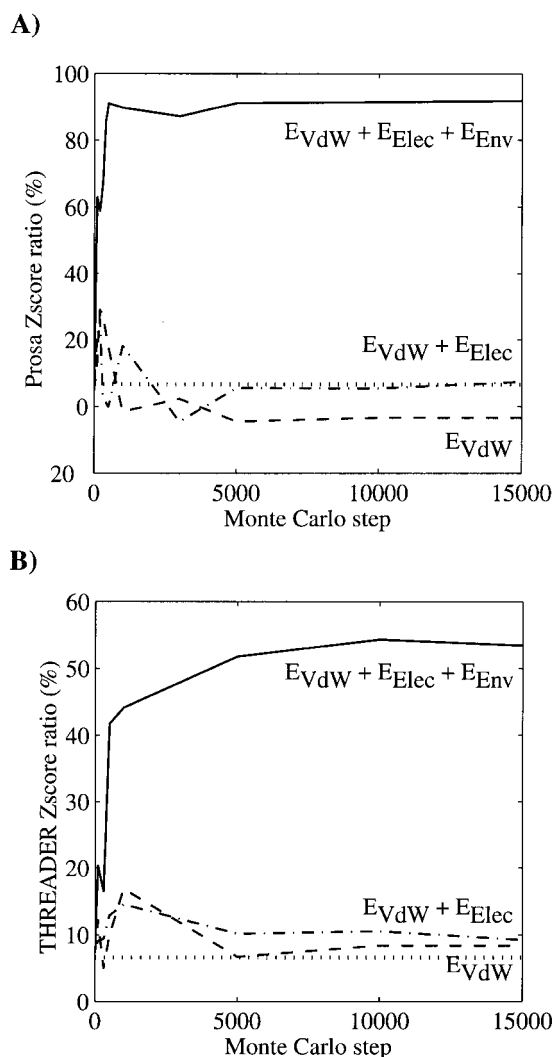 A)
Prosa Zscore ratio (%)
100
80
60
40
20
0
20
E_VdW + E_Elec + E_Env
E_VdW + E_Elec
E_VdW
0
5000
10000
15000
Monte Carlo step
B)
THREADER Zscore ratio (%)
60
50
40
30
20
10
0
E_VdW + E_Elec + E_Env
E_VdW + E_Elec
E_VdW
0
5000
10000
15000
Monte Carlo step